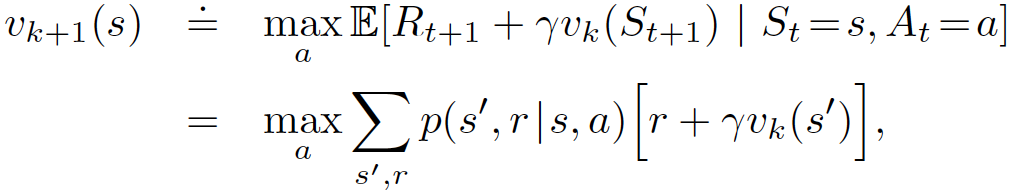 v_{k+1}(s) ≐ max_a 𝔼[R_{t+1} + γv_k(S_{t+1}) | S_t = s, A_t = a]
= max_a ∑_{s′,r} p(s′, r | s, a)[r + γv_k(s′)],